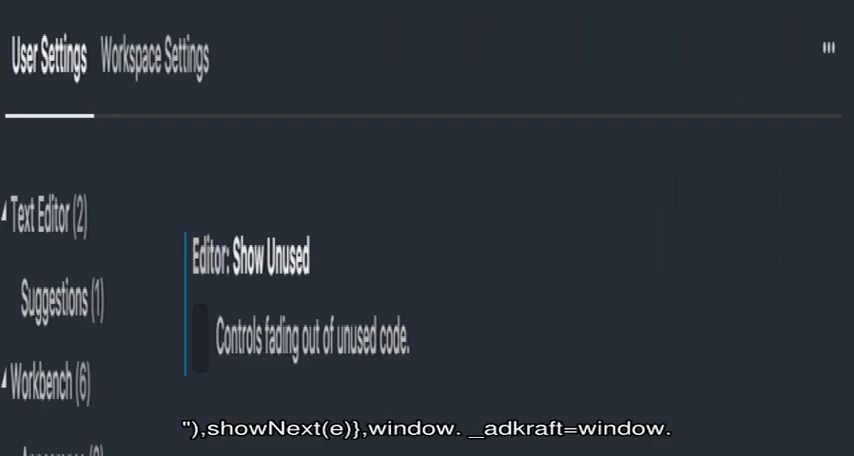 User Settings Workspace Settings
Text Editor (2)
Editor: Show Unused
Suggestions (1)
Controls fading out of unused code.
Workbench (6)
"),showNext(e)},window. _adkraft=window.